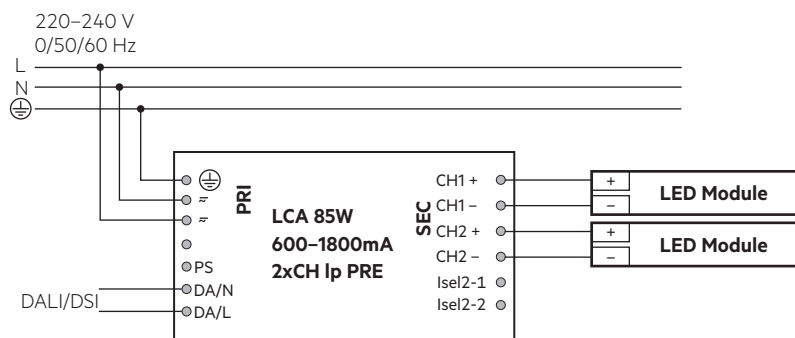 220–240 V
0/50/60 Hz
L
N
PRI
LCA 85W
600–1800mA
2xCH lp PRE
SEC
≂
≂
PS
DA/N
DA/L
DALI/DSI
CH1 +
CH1 –
CH2 +
CH2 –
Isel2-1
Isel2-2
+
–
LED Module
+
–
LED Module